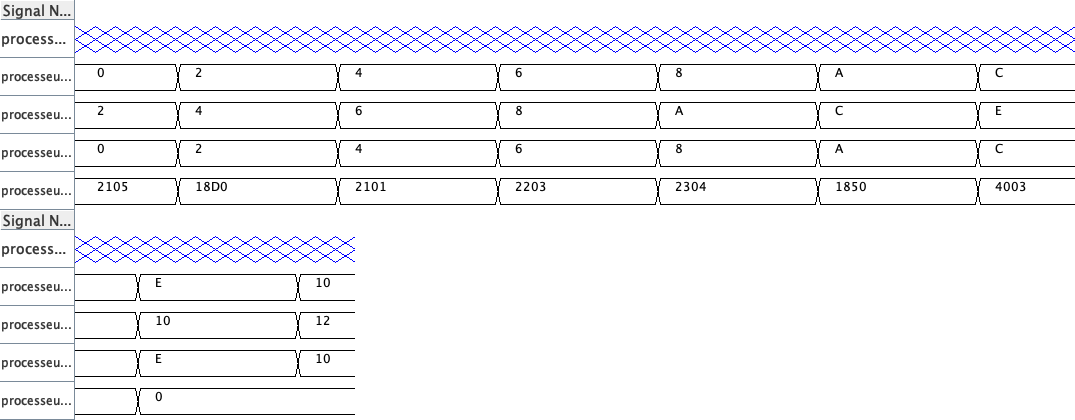 Signal N...
process...
processeu... 0 2 4 6 8 A C
processeu... 2 4 6 8 A C E
processeu... 0 2 4 6 8 A C
processeu... 2105 18D0 2101 2203 2304 1850 4003
Signal N...
process...
processeu... E 10
processeu... 10 12
processeu... E 10
processeu... 0